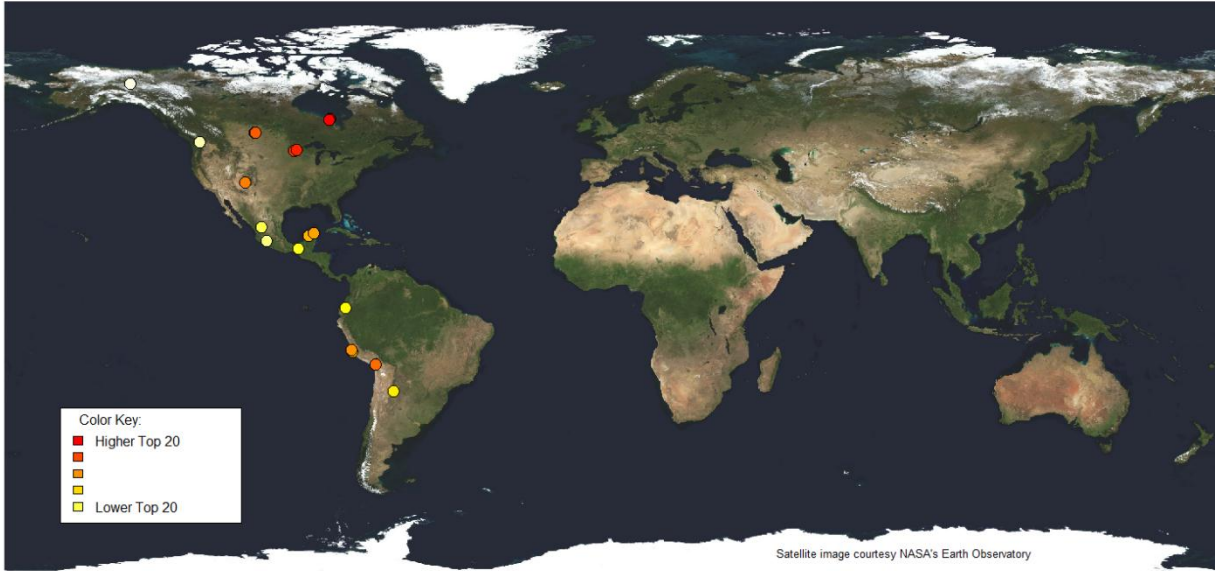 Color Key:
Higher Top 20
Lower Top 20
Satellite image courtesy NASA's Earth Observatory